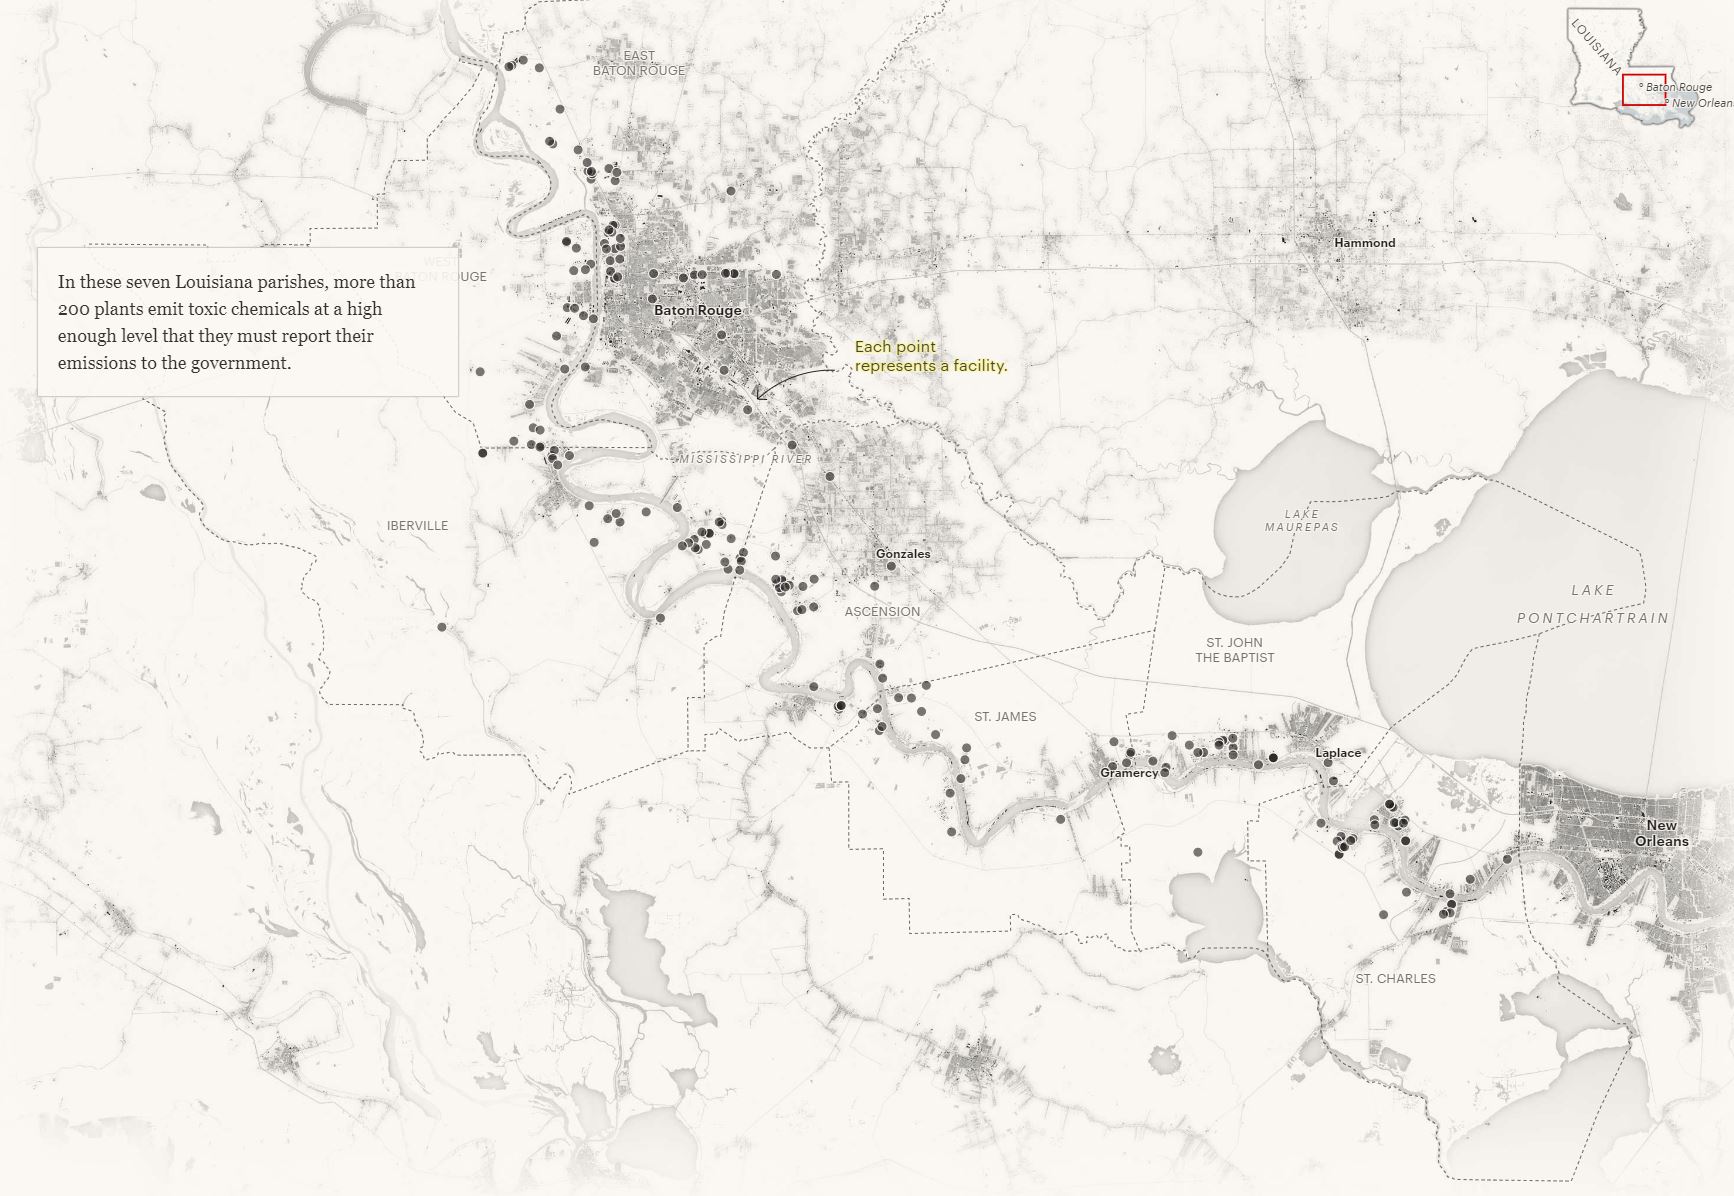 LOUISIANA
° Baton Rouge
° New Orlean
EAST
BATON ROUGE
Hammond
WEST
BATON ROUGE
In these seven Louisiana parishes, more than
200 plants emit toxic chemicals at a high
enough level that they must report their
emissions to the government.
Baton Rouge
Each point
represents a facility.
MISSISSIPPI RIVER
IBERVILLE
LAKE
MAUREPAS
Gonzales
LAKE
PONTCHARTRAIN
ASCENSION
ST. JOHN
THE BAPTIST
ST. JAMES
Laplace
Gramercy
New
Orleans
ST. CHARLES